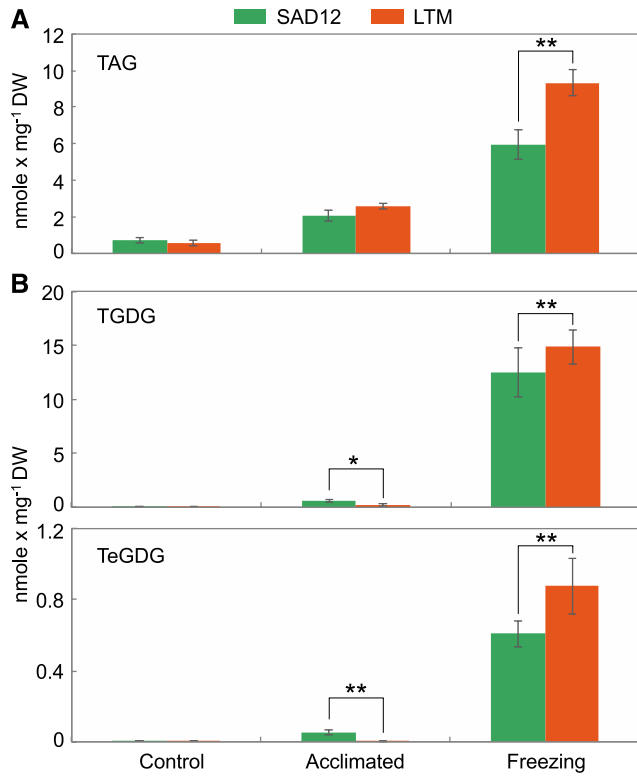 A
SAD12
LTM
TAG
nmole x mg⁻¹ DW
12
10
8
6
4
2
0
**
B
TGDG
20
15
10
5
0
*
**
nmole x mg⁻¹ DW
TeGDG
1.2
0.8
0.4
0
**
**
Control
Acclimated
Freezing